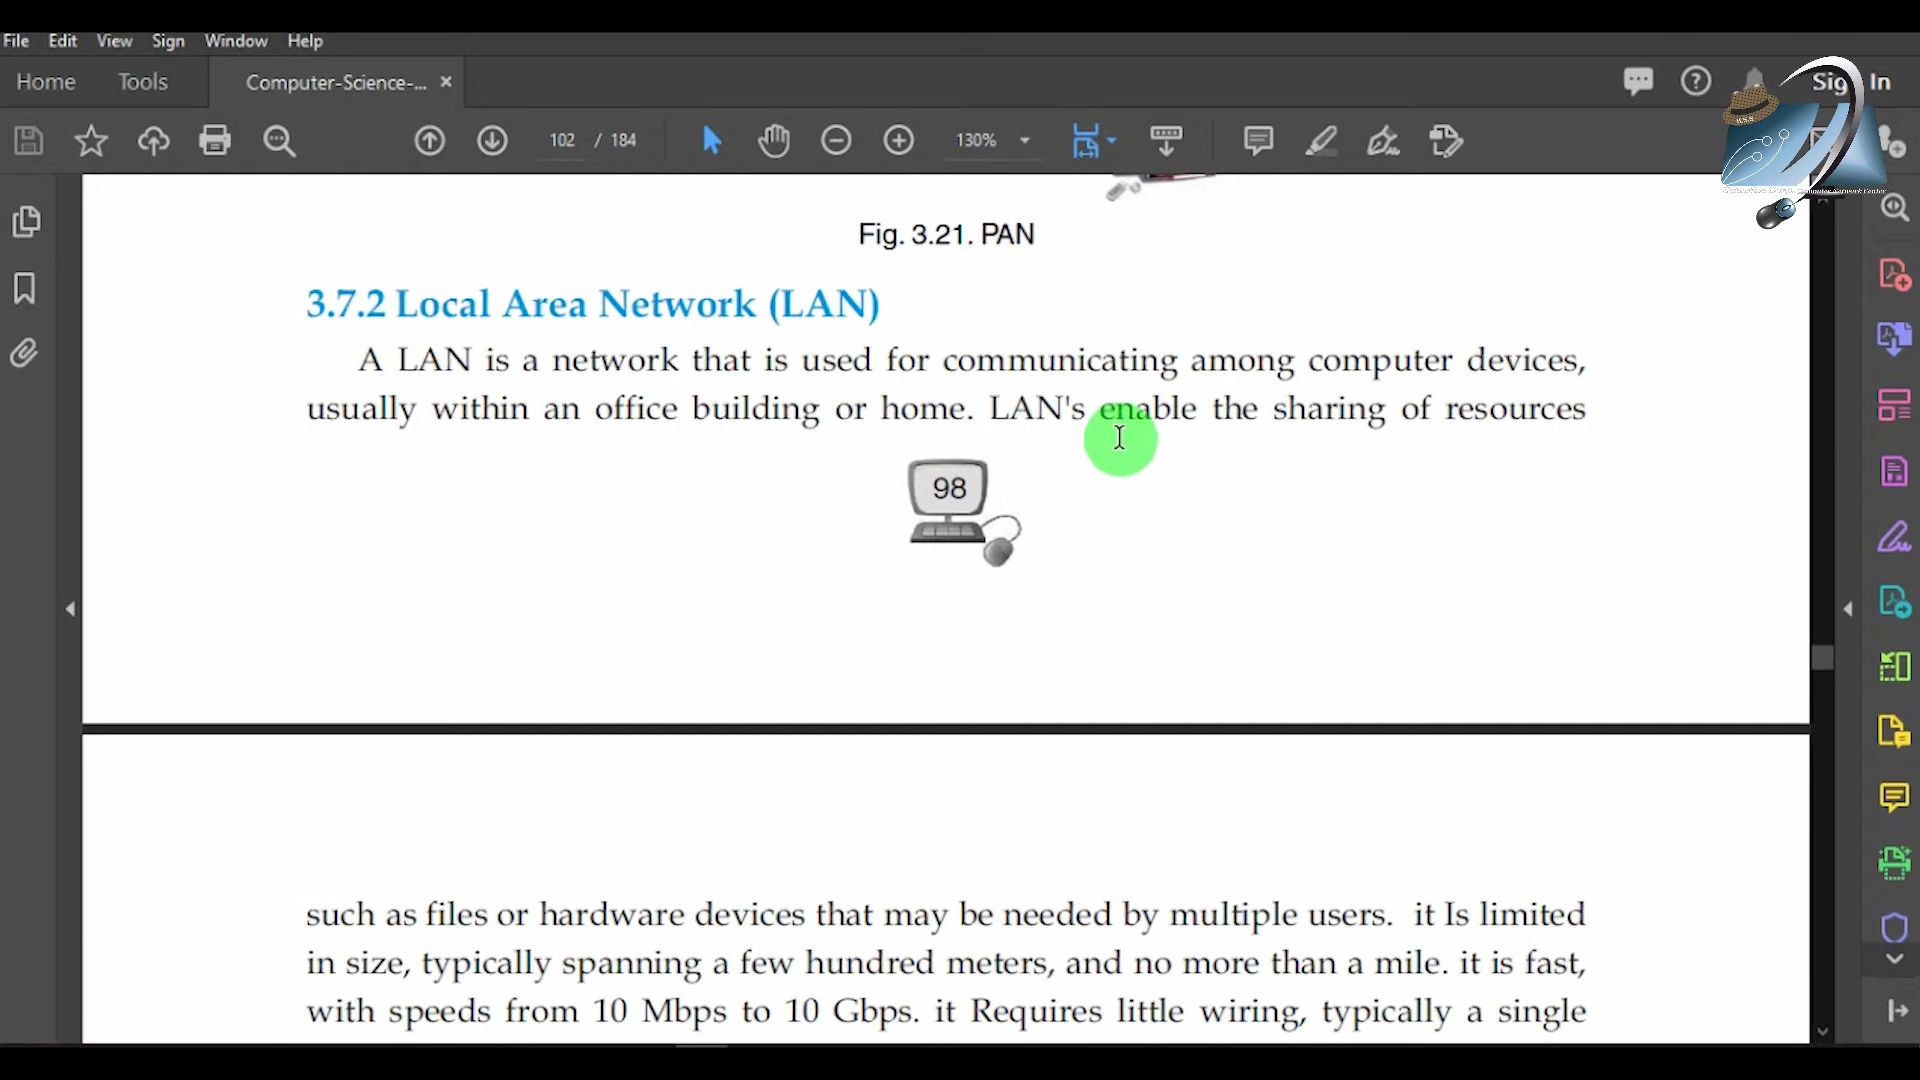 File Edit View Sign Window Help
Home Tools Computer-Science-... × Sign In
102 / 184 130%
Fig. 3.21. PAN
3.7.2 Local Area Network (LAN)
A LAN is a network that is used for communicating among computer devices,
usually within an office building or home. LAN's enable the sharing of resources
98
such as files or hardware devices that may be needed by multiple users. it Is limited
in size, typically spanning a few hundred meters, and no more than a mile. it is fast,
with speeds from 10 Mbps to 10 Gbps. it Requires little wiring, typically a single